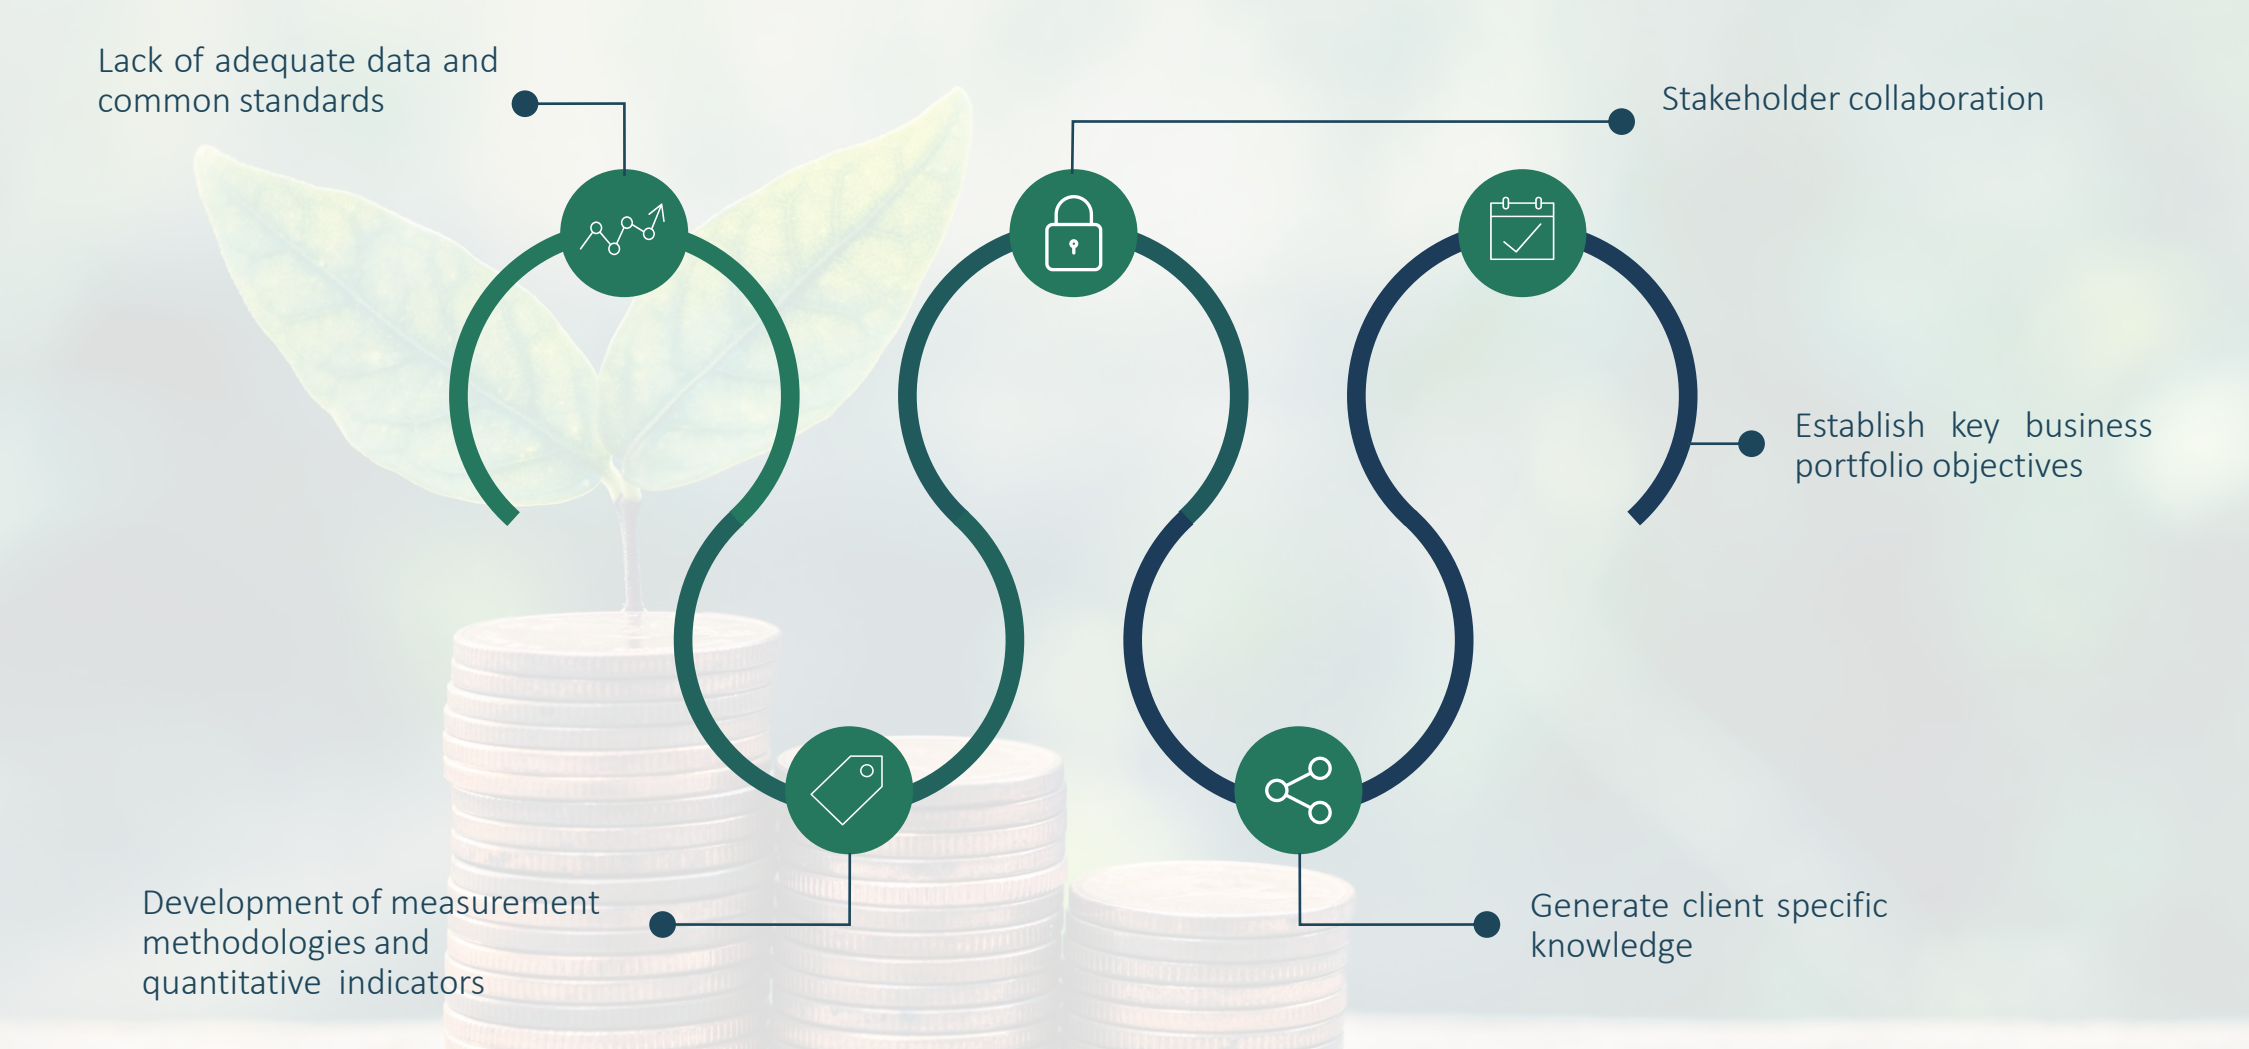 Lack of adequate data and
common standards
Stakeholder collaboration
Establish key business
portfolio objectives
Development of measurement
methodologies and
quantitative indicators
Generate client specific
knowledge